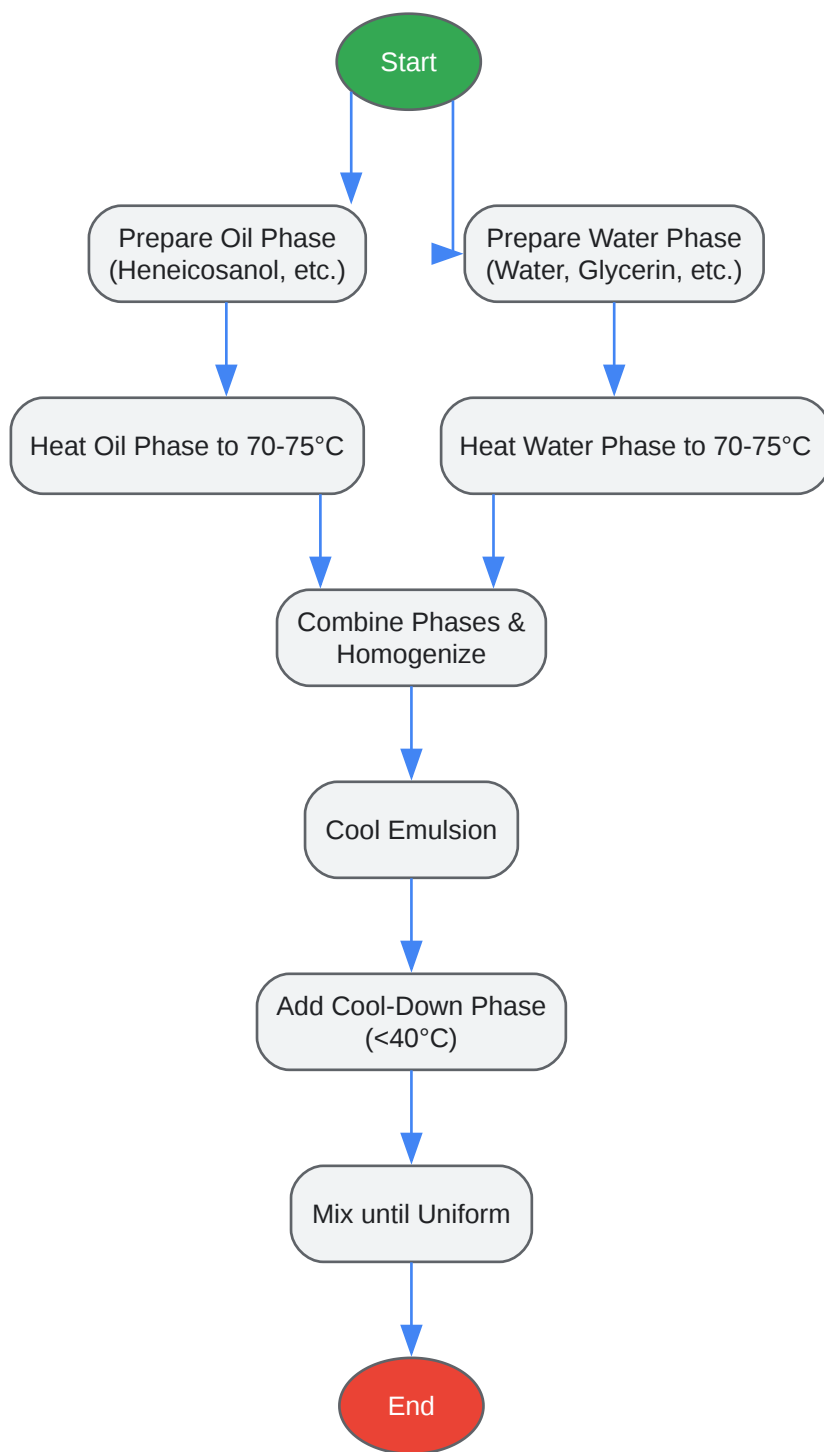 Start
Prepare Oil Phase
(Heneicosanol, etc.)
Prepare Water Phase
(Water, Glycerin, etc.)
Heat Oil Phase to 70-75°C
Heat Water Phase to 70-75°C
Combine Phases &
Homogenize
Cool Emulsion
Add Cool-Down Phase
(<40°C)
Mix until Uniform
End